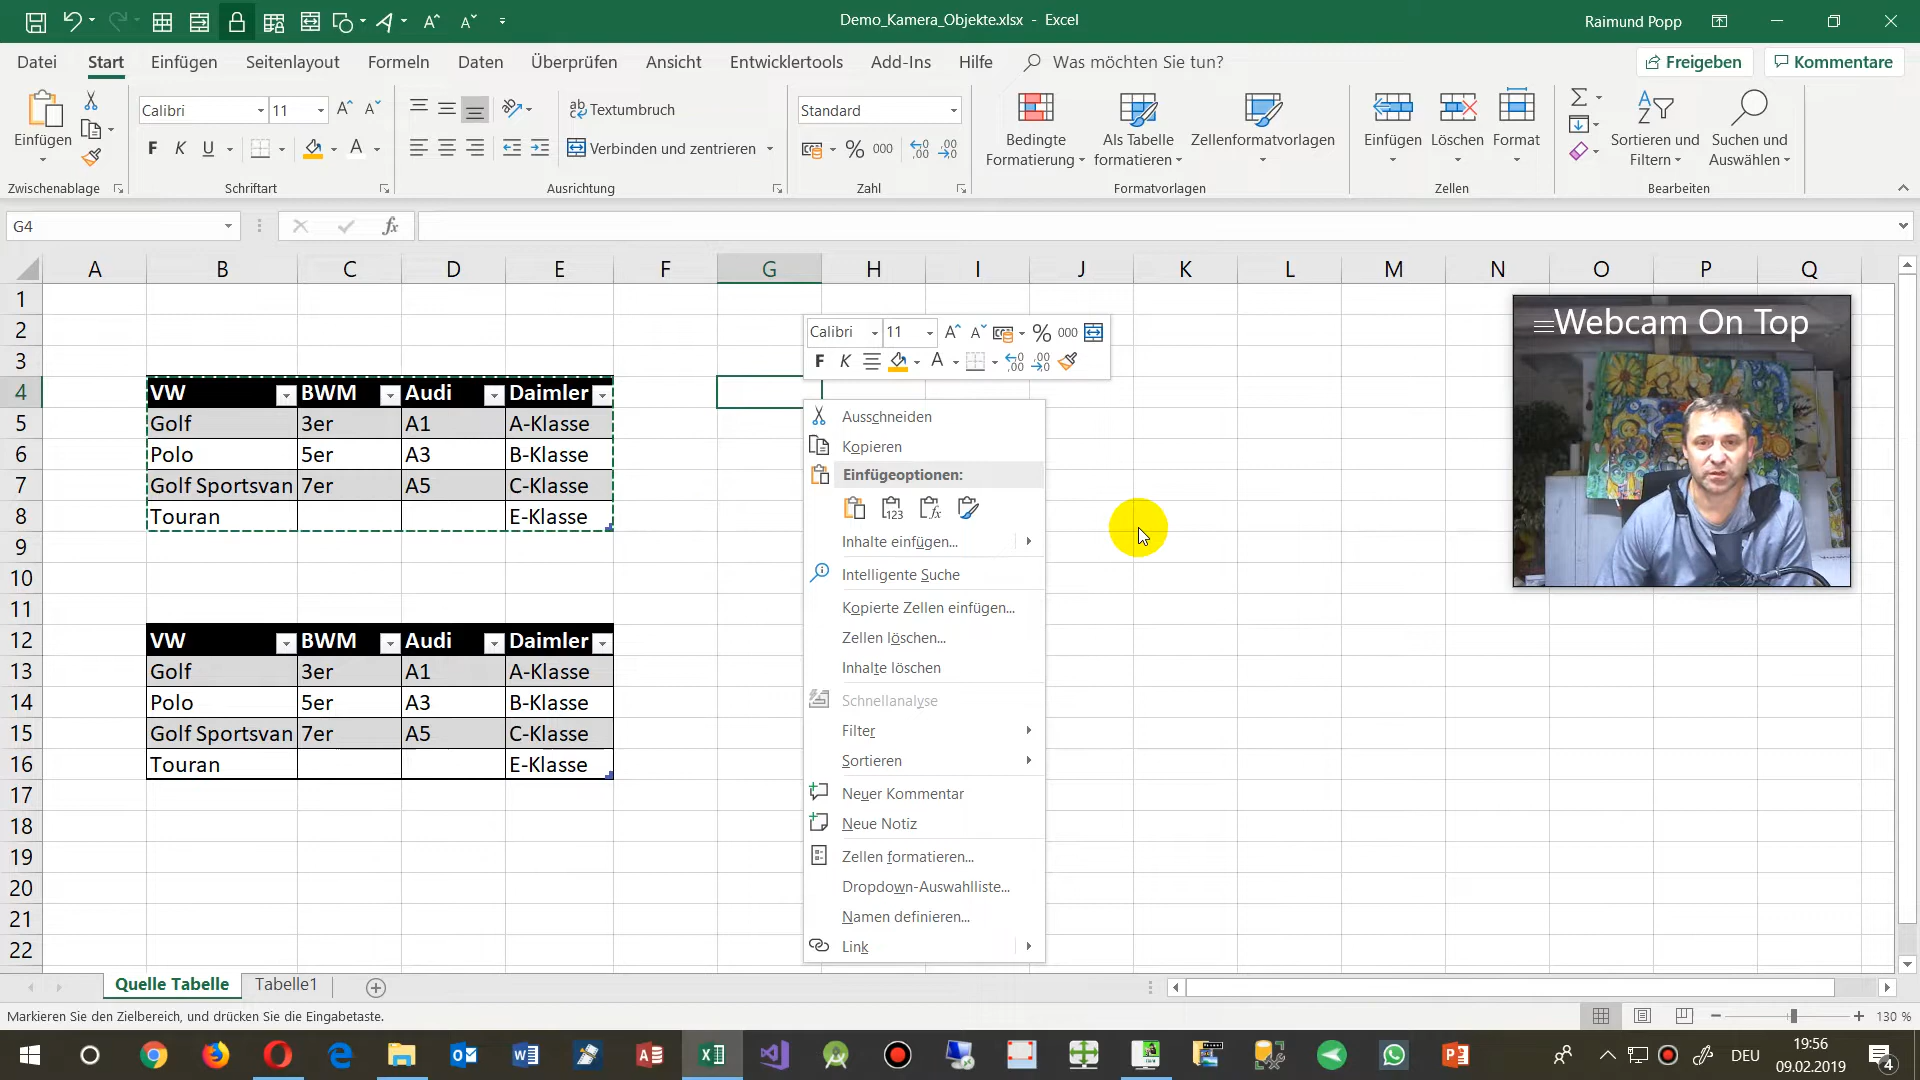 Demo_Kamera_Objekte.xlsx - Excel
Raimund Popp
Datei Start Einfügen Seitenlayout Formeln Daten Überprüfen Ansicht Entwicklertools Add-Ins Hilfe Was möchten Sie tun? Freigeben Kommentare
Einfügen
Zwischenablage
Calibri 11
F K U
Schriftart
Textumbruch
Verbinden und zentrieren
Ausrichtung
Standard
% 000
Zahl
Bedingte Formatierung
Als Tabelle formatieren
Zellenformatvorlagen
Formatvorlagen
Einfügen Löschen Format
Zellen
Sortieren und Filtern
Suchen und Auswählen
Bearbeiten
G4
fx
A B C D E F G H I J K L M N O P Q
1
2
3
4 VW BWM Audi Daimler
5 Golf 3er A1 A-Klasse
6 Polo 5er A3 B-Klasse
7 Golf Sportsvan 7er A5 C-Klasse
8 Touran E-Klasse
9
10
11
12 VW BWM Audi Daimler
13 Golf 3er A1 A-Klasse
14 Polo 5er A3 B-Klasse
15 Golf Sportsvan 7er A5 C-Klasse
16 Touran E-Klasse
17
18
19
20
21
22
Calibri 11 % 000
F K A
Ausschneiden
Kopieren
Einfügeoptionen:
Inhalte einfügen...
Intelligente Suche
Kopierte Zellen einfügen...
Zellen löschen...
Inhalte löschen
Schnellanalyse
Filter
Sortieren
Neuer Kommentar
Neue Notiz
Zellen formatieren...
Dropdown-Auswahlliste...
Namen definieren...
Link
Webcam On Top
Quelle Tabelle Tabelle1
Markieren Sie den Zielbereich, und drücken Sie die Eingabetaste.
130 %
DEU
19:56
09.02.2019
4